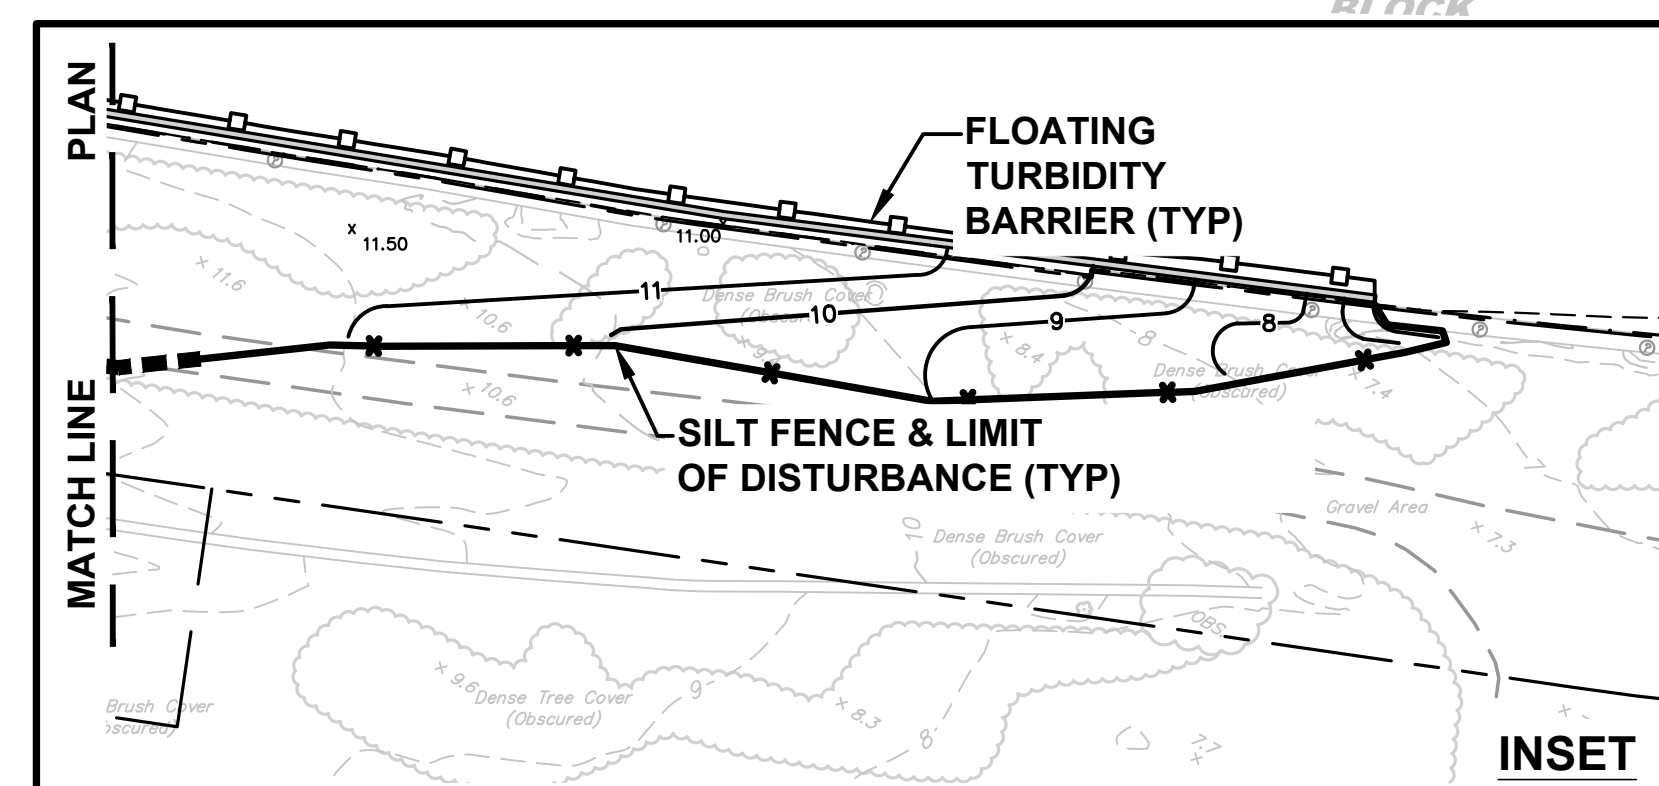 BLOCK
PLAN
MATCH LINE
FLOATING
TURBIDITY
BARRIER (TYP)
11.50
11.00
11.6
11
10.6
Dense Brush Cover
10
9
8
8
8.4
Dense Brush
7.4
10.6
SILT FENCE & LIMIT
OF DISTURBANCE (TYP)
7
Gravel Area
7.3
10
Dense Brush Cover
(Obscured)
OBS.
9.6
Dense Tree Cover
(Obscured)
9
8.3
8
7.7
Brush Cover
INSET